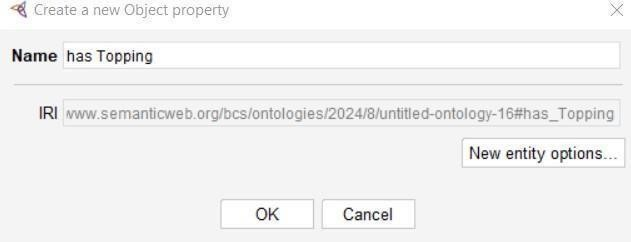 Create a new Object property
Name has Topping
IRI www.semanticweb.org/bcs/ontologies/2024/8/untitled-ontology-16#has_Topping
New entity options...
OK Cancel